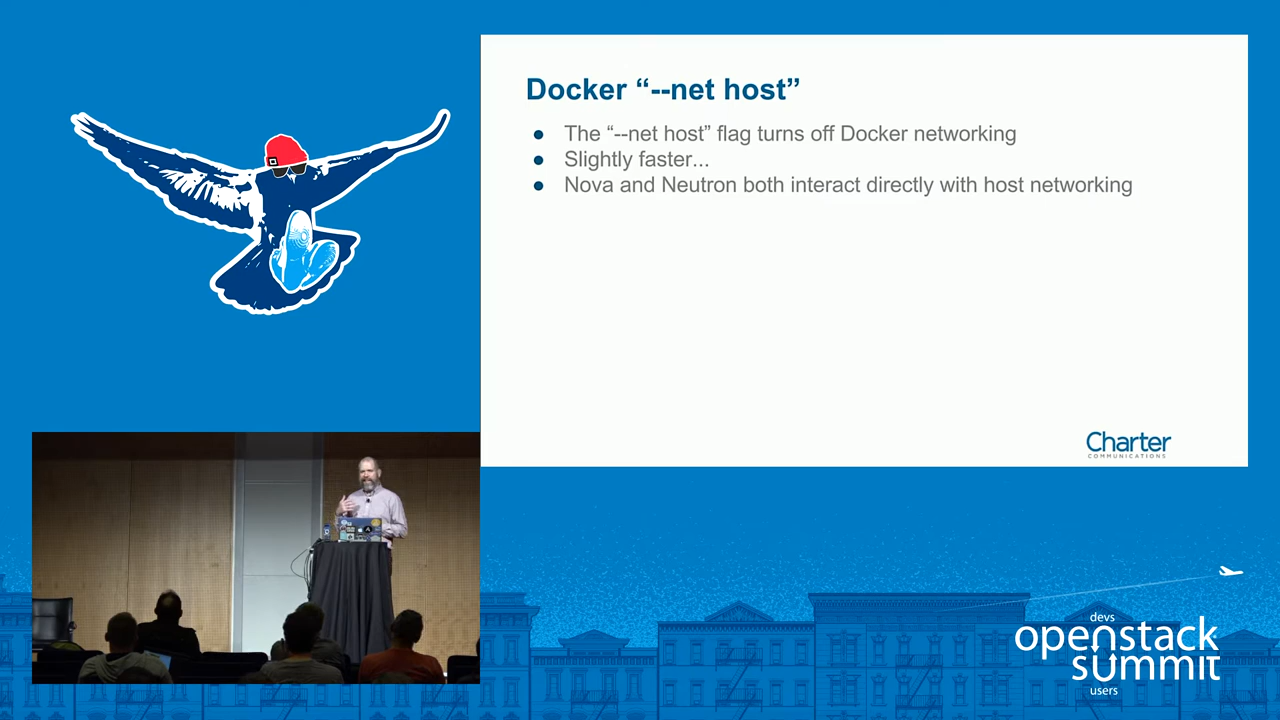 Docker “--net host”
● The “--net host” flag turns off Docker networking
● Slightly faster...
● Nova and Neutron both interact directly with host networking
Charter
COMMUNICATIONS
devs
openstack
summit
users